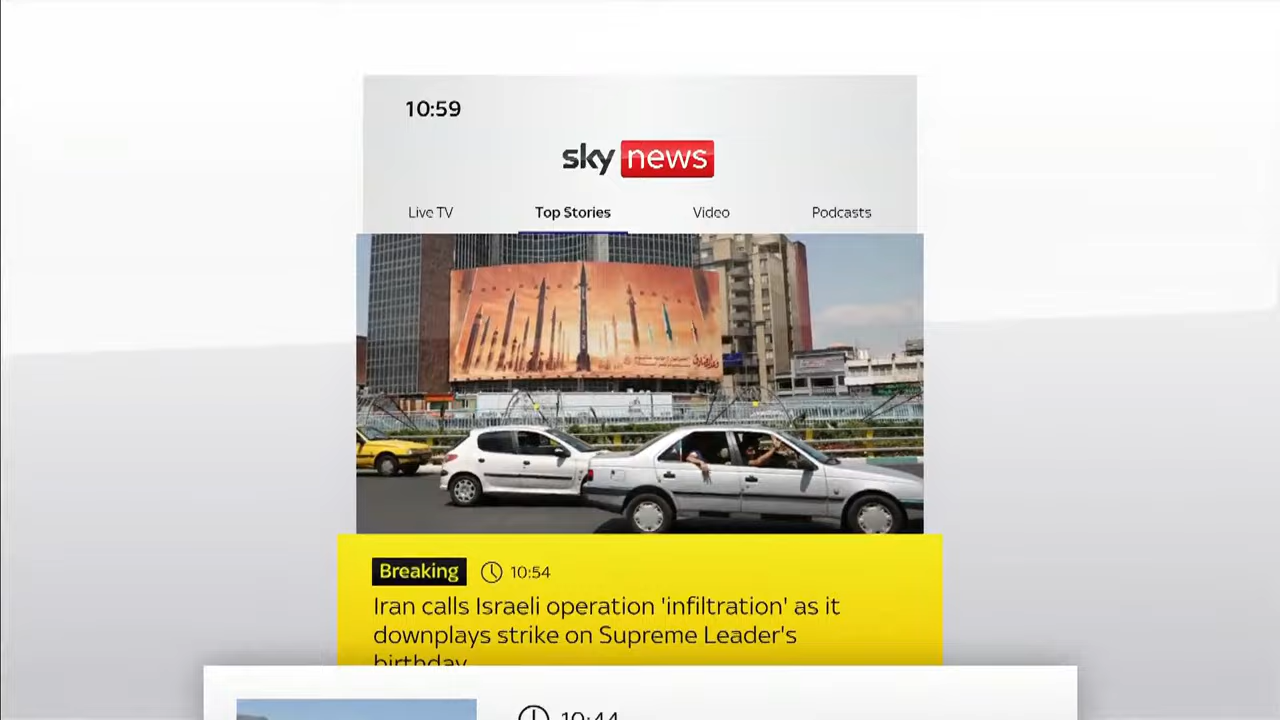 10:59
sky news
Live TV
Top Stories
Video
Podcasts
Breaking
10:54
Iran calls Israeli operation 'infiltration' as it
downplays strike on Supreme Leader's
birthday
10:44